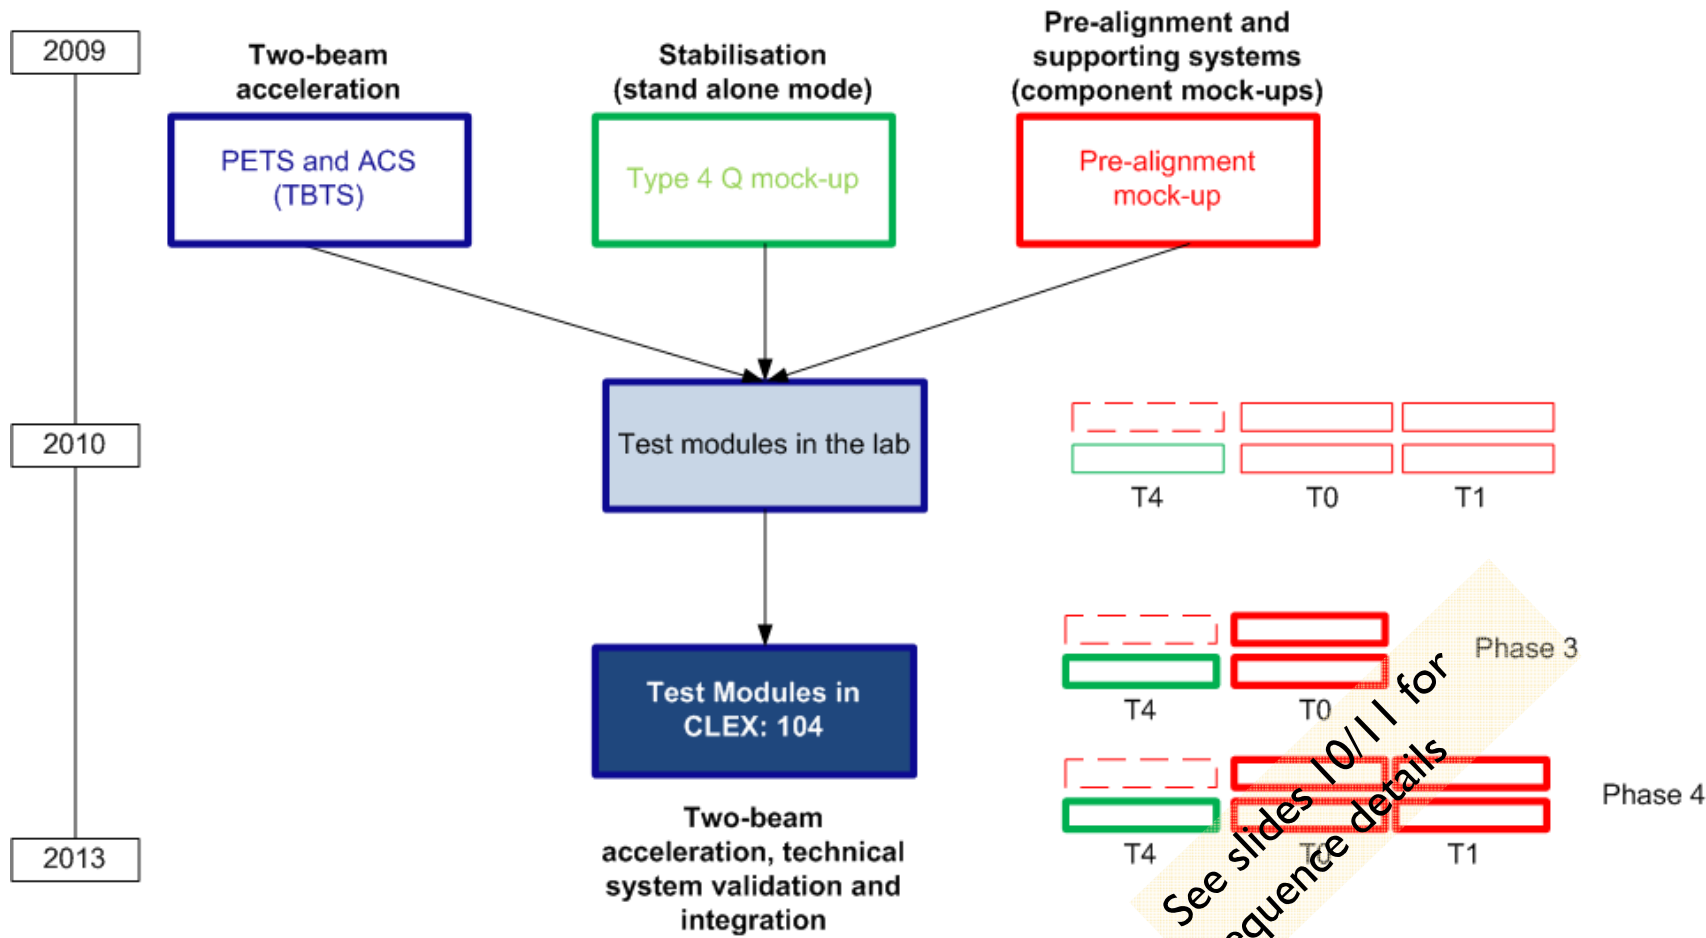 2009
Two-beam
acceleration
Stabilisation
(stand alone mode)
Pre-alignment and
supporting systems
(component mock-ups)
PETS and ACS
(TBTS)
Type 4 Q mock-up
Pre-alignment
mock-up
2010
Test modules in the lab
T4
T0
T1
Test Modules in
CLEX: 104
Phase 3
T4
T0
Phase 4
T4
T0
T1
See slides 10/11 for
details
2013
Two-beam
acceleration, technical
system validation and
integration